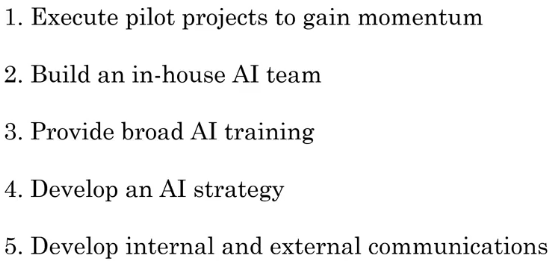 1. Execute pilot projects to gain momentum
2. Build an in-house AI team
3. Provide broad AI training
4. Develop an AI strategy
5. Develop internal and external communications